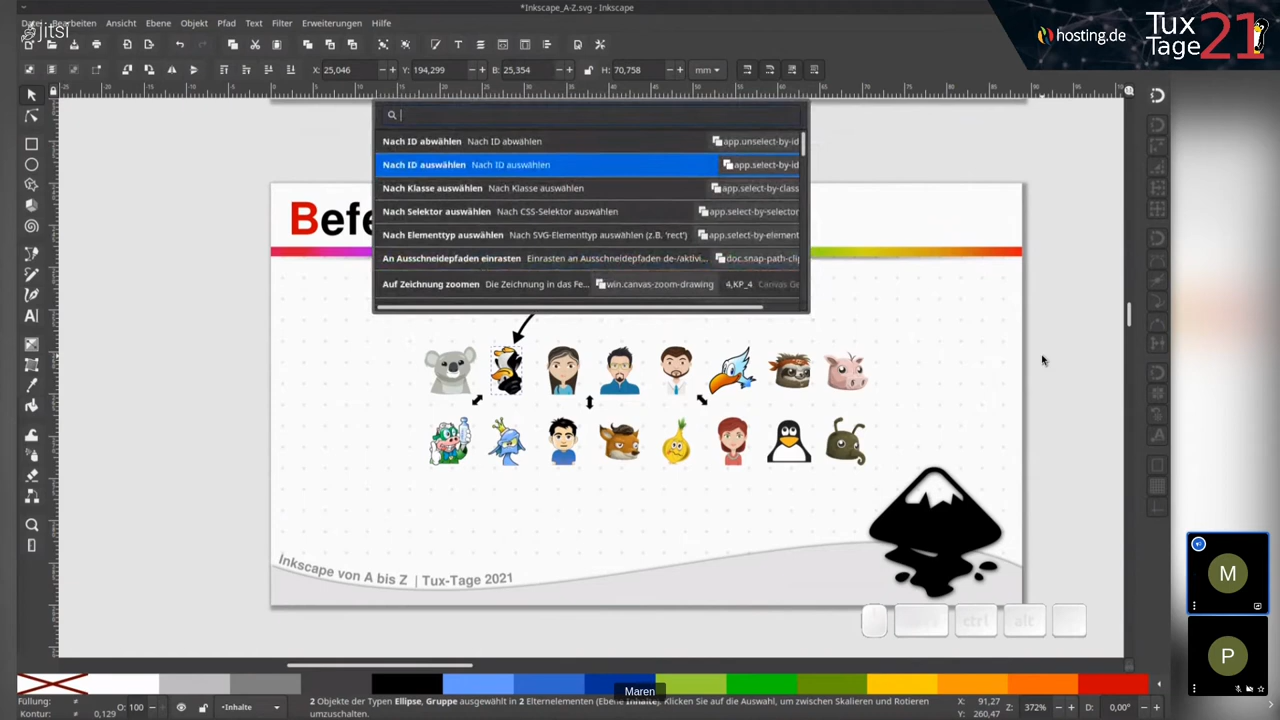 *Inkscape_A-Z.svg - Inkscape
jitsi
Bearbeiten Ansicht Ebene Objekt Pfad Text Filter Erweiterungen Hilfe
hosting.de
Tux
Tage 21
X: 25,046 Y: 194,299 B: 25,354 H: 70,758 mm
Nach ID abwählen Nach ID abwählen app.unselect-by-id
Nach ID auswählen Nach ID auswählen app.select-by-id
Nach Klasse auswählen Nach Klasse auswählen app.select-by-class
Nach Selektor auswählen Nach CSS-Selektor auswählen app.select-by-selector
Nach Elementtyp auswählen Nach SVG-Elementtyp auswählen (z.B. 'rect') app.select-by-element
An Ausschneidepfaden einrasten Einrasten an Ausschneidepfaden de-/aktivi... doc.snap-path-clip
Auf Zeichnung zoomen Die Zeichnung in das Fe... win.canvas-zoom-drawing 4,KP_4 Canvas Ge
Befe
Inkscape von A bis Z | Tux-Tage 2021
ctrl alt
M
P
Maren
Füllung:
Kontur: 0,129 O: 100 Inhalte
2 Objekte der Typen Ellipse, Gruppe ausgewählt in 2 Elternelementen (Ebene Inhalte). Klicken Sie auf die Auswahl, um zwischen Skalieren und Rotieren
umzuschalten.
X: 91,27
Y: 260,47
Z: 372% D: 0,00°